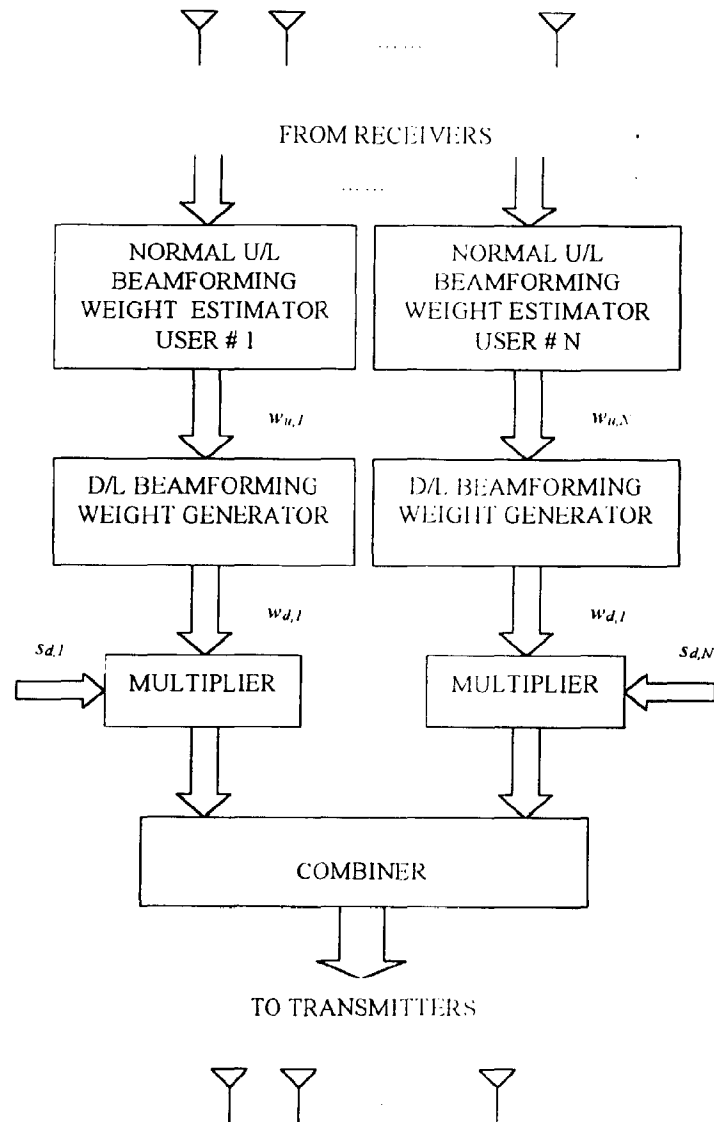 ......
FROM RECEIVERS
......
NORMAL U/L
BEAMFORMING
WEIGHT ESTIMATOR
USER # 1
NORMAL U/L
BEAMFORMING
WEIGHT ESTIMATOR
USER # N
wu,1
wu,N
D/L BEAMFORMING
WEIGHT GENERATOR
D/L BEAMFORMING
WEIGHT GENERATOR
wd,1
wd,1
sd,1
sd,N
MULTIPLIER
MULTIPLIER
COMBINER
TO TRANSMITTERS